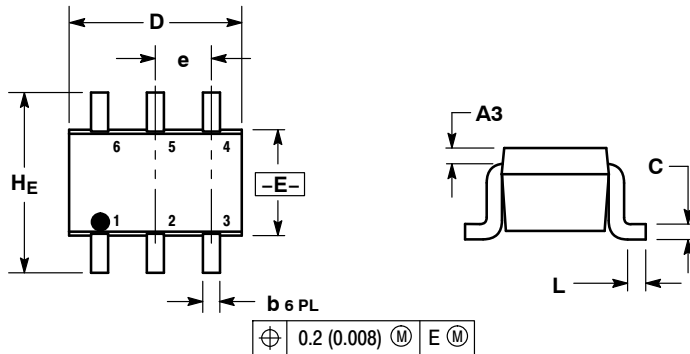 D
e
A3
6 5 4
HE
–E–
C
1 2 3
L
b 6 PL
⌖ 0.2 (0.008) Ⓜ E Ⓜ